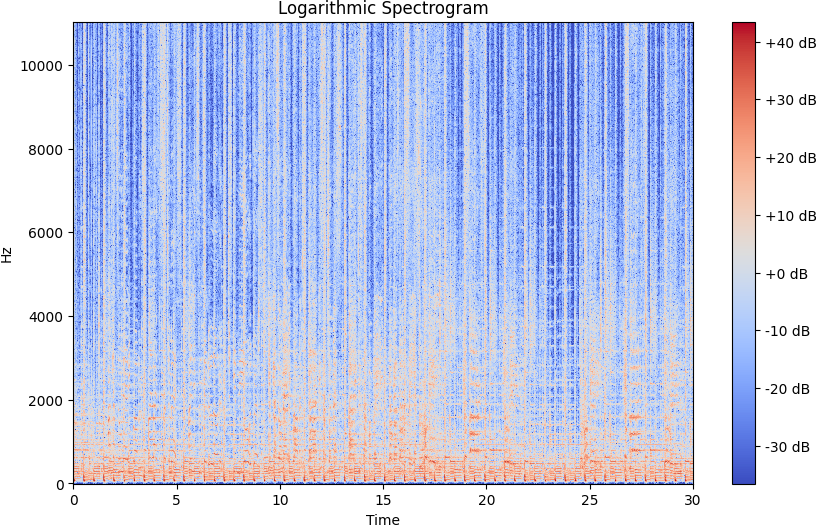 Logarithmic Spectrogram
Hz
10000
8000
6000
4000
2000
0
0 5 10 15 20 25 30
Time
+40 dB
+30 dB
+20 dB
+10 dB
+0 dB
-10 dB
-20 dB
-30 dB